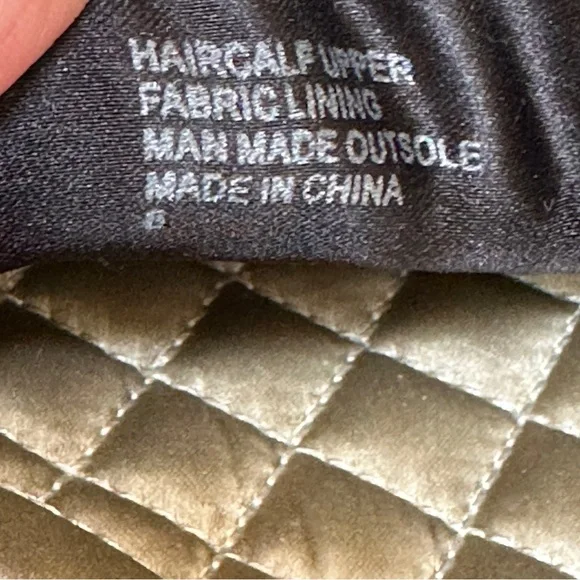 HAIRCALF UPPER
FABRIC LINING
MAN MADE OUTSOLE
MADE IN CHINA